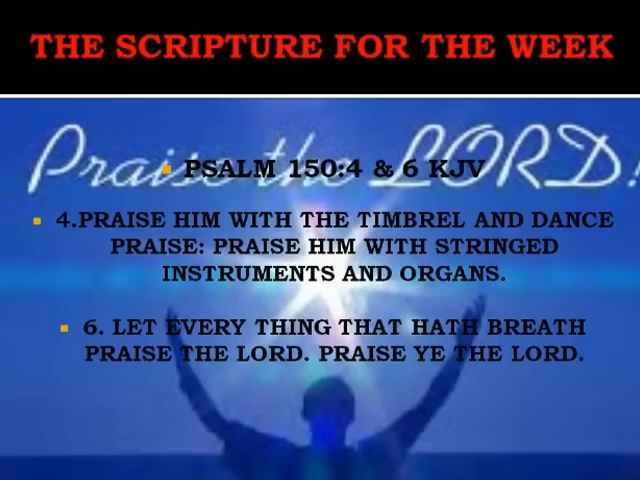 THE SCRIPTURE FOR THE WEEK
Praise the LORD!
PSALM 150:4 & 6 KJV
4.PRAISE HIM WITH THE TIMBREL AND DANCE
PRAISE: PRAISE HIM WITH STRINGED
INSTRUMENTS AND ORGANS.
6. LET EVERY THING THAT HATH BREATH
PRAISE THE LORD. PRAISE YE THE LORD.